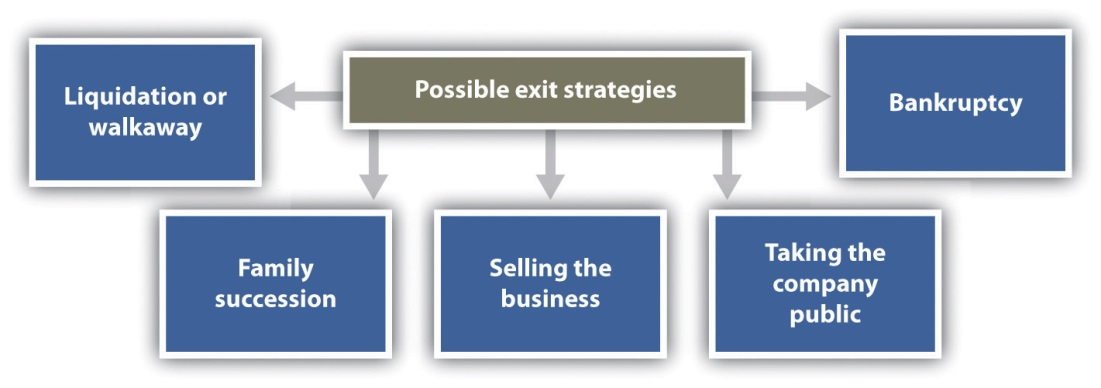 Possible exit strategies
Liquidation or
walkaway
Family
succession
Selling the
business
Taking the
company
public
Bankruptcy